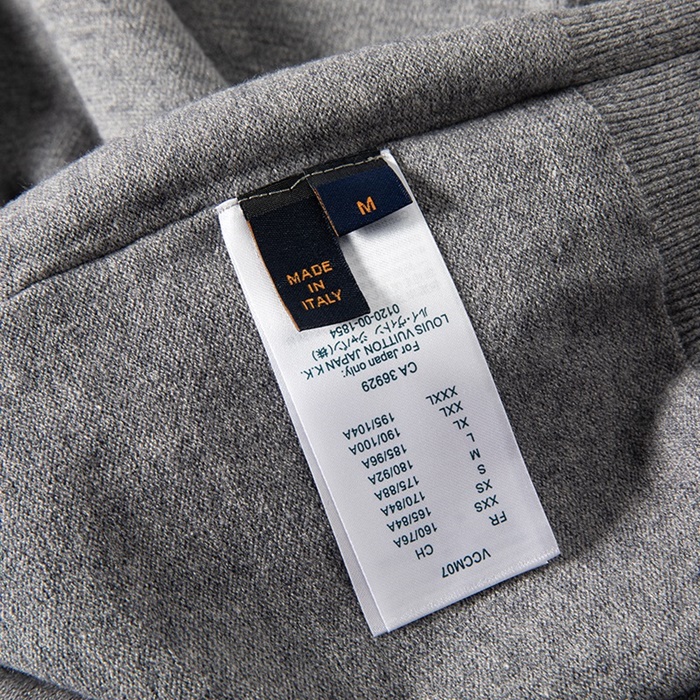 M
MADE
IN
ITALY
VCCM07
FR CH
XXS 160/76A
XS 165/84A
S 170/84A
M 175/88A
L 180/92A
XL 185/96A
XXL 190/100A
XXXL 195/104A
CA 36929
For Japan only:
LOUIS VUITTON JAPAN K.K.
ルイ・ヴィトン ジャパン(株)
0120-00-1854